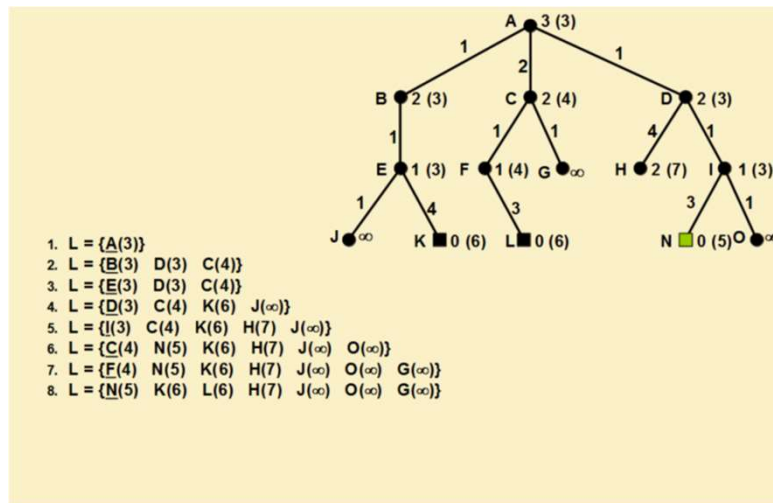 A 3 (3)
1 2 1
B 2 (3) C 2 (4) D 2 (3)
1 1 1 4 1
E 1 (3) F 1 (4) G ∞ H 2 (7) I 1 (3)
1 4 3 3 1
J ∞ K 0 (6) L 0 (6) N 0 (5) O ∞
1. L = {A(3)}
2. L = {B(3) D(3) C(4)}
3. L = {E(3) D(3) C(4)}
4. L = {D(3) C(4) K(6) J(∞)}
5. L = {I(3) C(4) K(6) H(7) J(∞)}
6. L = {C(4) N(5) K(6) H(7) J(∞) O(∞)}
7. L = {F(4) N(5) K(6) H(7) J(∞) O(∞) G(∞)}
8. L = {N(5) K(6) L(6) H(7) J(∞) O(∞) G(∞)}